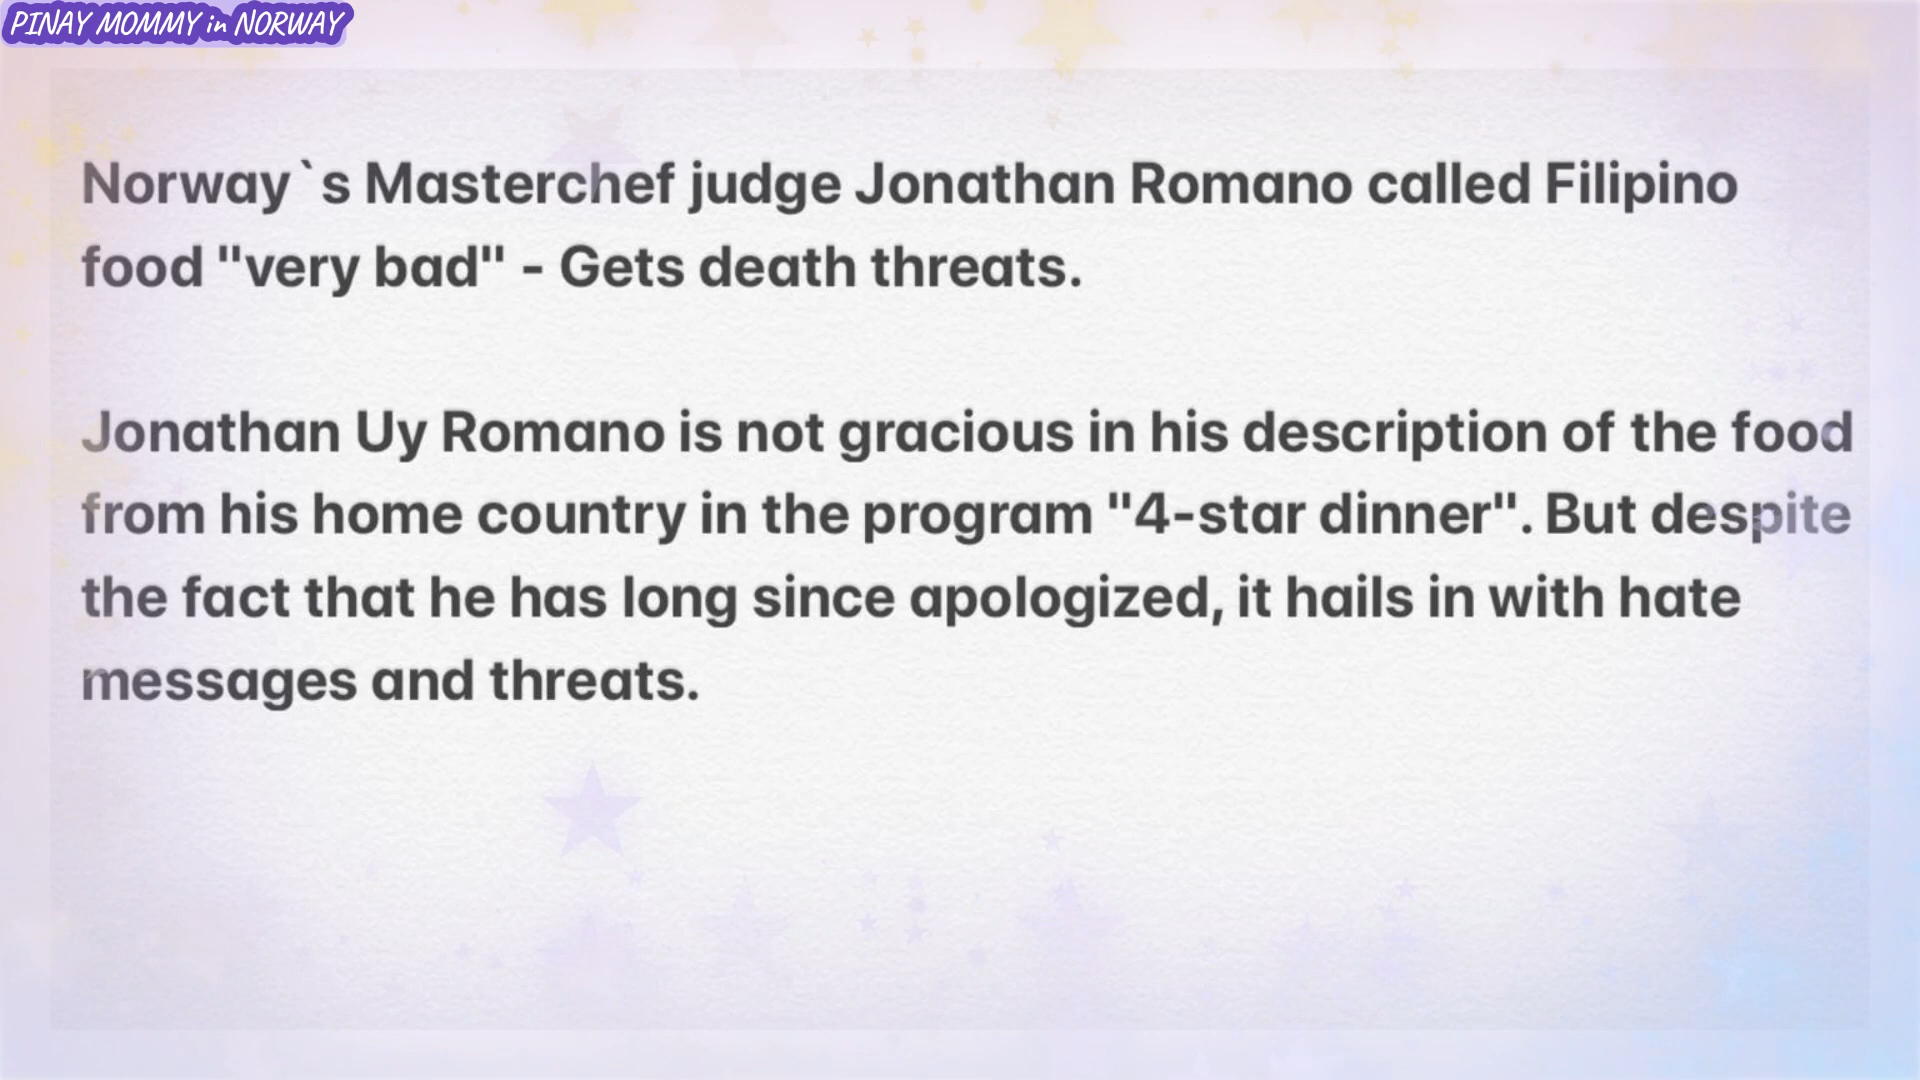 PINAY MOMMY in NORWAY
Norway`s Masterchef judge Jonathan Romano called Filipino
food "very bad" - Gets death threats.
Jonathan Uy Romano is not gracious in his description of the food
from his home country in the program "4-star dinner". But despite
the fact that he has long since apologized, it hails in with hate
messages and threats.